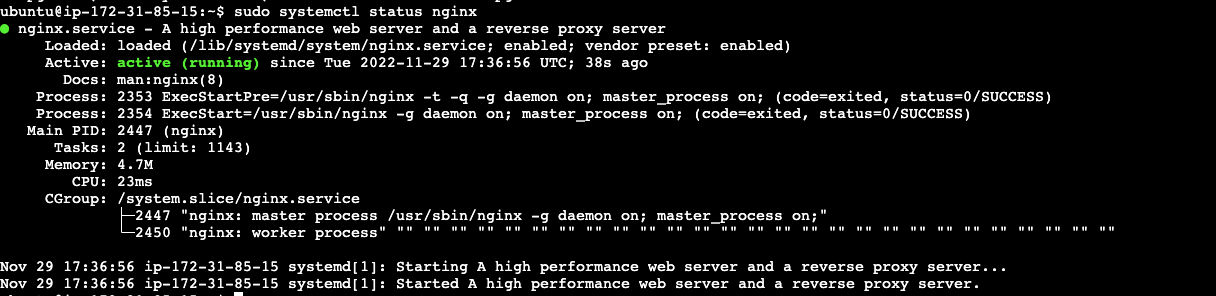 ubuntu@ip-172-31-85-15:~$ sudo systemctl status nginx
● nginx.service - A high performance web server and a reverse proxy server
Loaded: loaded (/lib/systemd/system/nginx.service; enabled; vendor preset: enabled)
Active: active (running) since Tue 2022-11-29 17:36:56 UTC; 38s ago
Docs: man:nginx(8)
Process: 2353 ExecStartPre=/usr/sbin/nginx -t -q -g daemon on; master_process on; (code=exited, status=0/SUCCESS)
Process: 2354 ExecStart=/usr/sbin/nginx -g daemon on; master_process on; (code=exited, status=0/SUCCESS)
Main PID: 2447 (nginx)
Tasks: 2 (limit: 1143)
Memory: 4.7M
CPU: 23ms
CGroup: /system.slice/nginx.service
├─2447 "nginx: master process /usr/sbin/nginx -g daemon on; master_process on;"
└─2450 "nginx: worker process" "" "" "" "" "" "" "" "" "" "" "" "" "" "" "" "" "" "" "" "" "" "" "" "" "" "" ""
Nov 29 17:36:56 ip-172-31-85-15 systemd[1]: Starting A high performance web server and a reverse proxy server...
Nov 29 17:36:56 ip-172-31-85-15 systemd[1]: Started A high performance web server and a reverse proxy server.